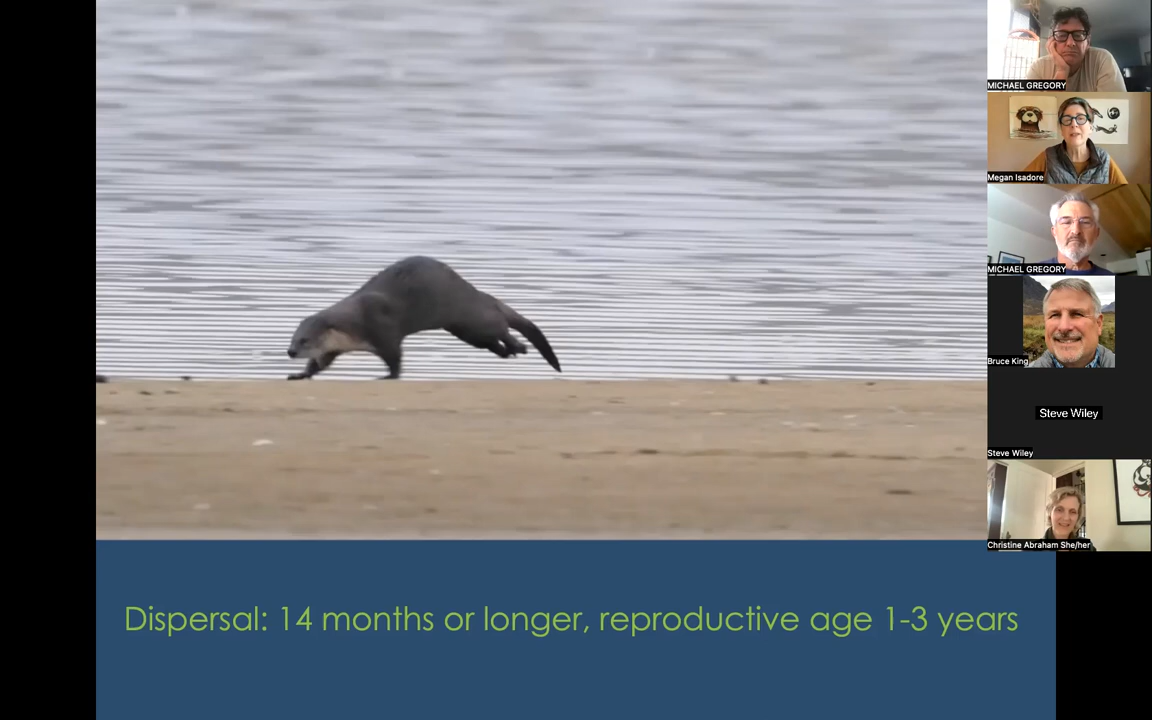 MICHAEL GREGORY
Megan Isadore
MICHAEL GREGORY
Bruce King
Steve Wiley
Steve Wiley
Christine Abraham She/her
Dispersal: 14 months or longer, reproductive age 1-3 years